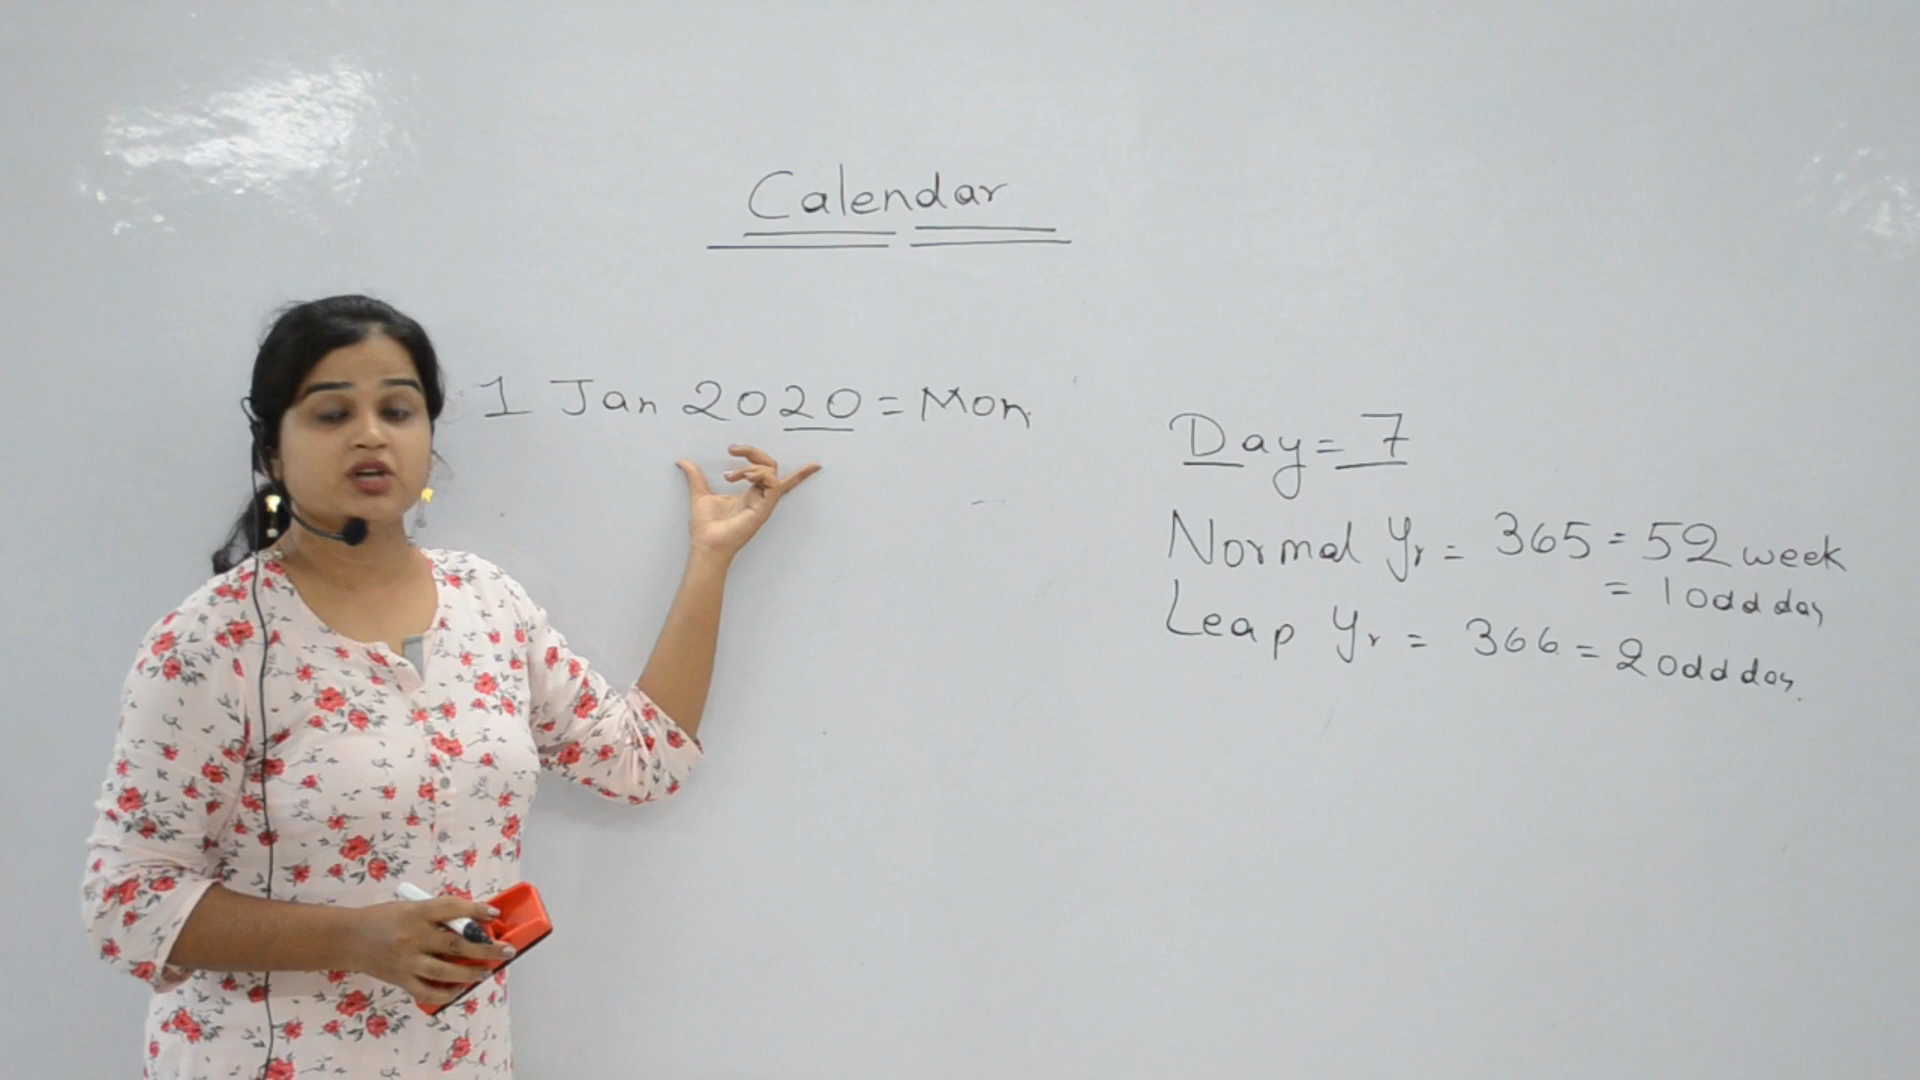 Calendar
1 Jan 2020 = Mon
Day = 7
Normal Yr = 365 = 52 week
= 1 odd day
Leap Yr = 366 = 2 odd day